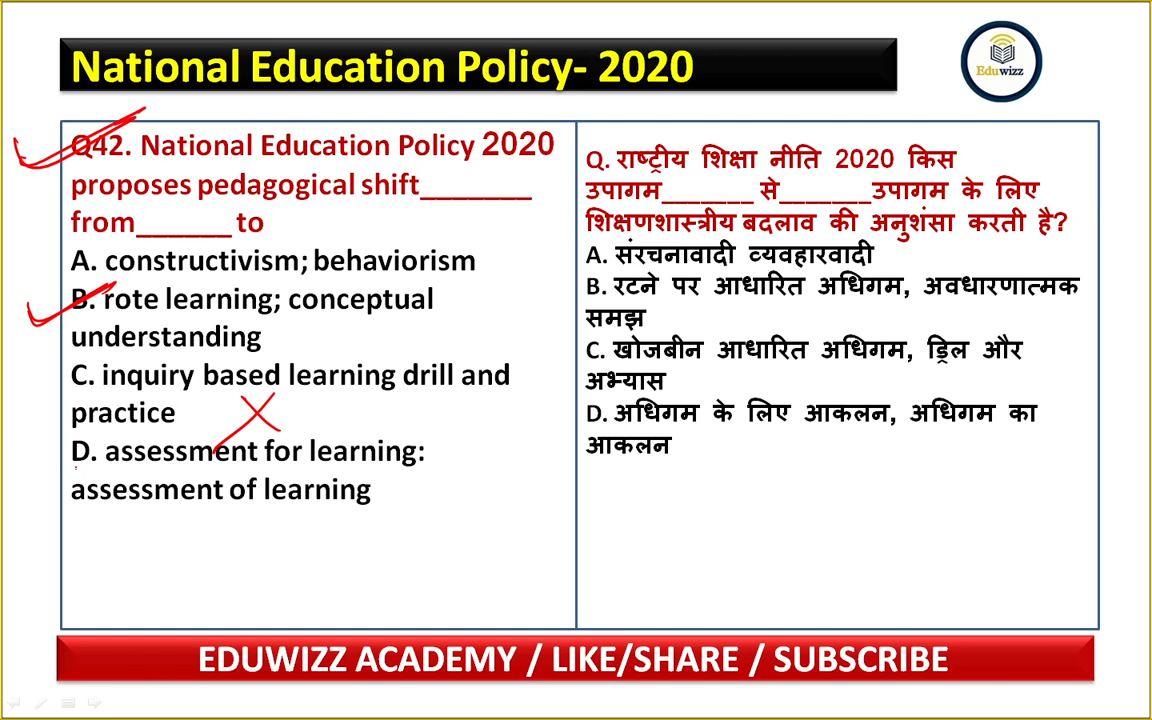 National Education Policy- 2020
Eduwizz
Q42. National Education Policy 2020
proposes pedagogical shift_______
from______ to
A. constructivism; behaviorism
B. rote learning; conceptual
understanding
C. inquiry based learning drill and
practice
D. assessment for learning:
assessment of learning
Q. राष्ट्रीय शिक्षा नीति 2020 किस
उपागम_______ से_______उपागम के लिए
शिक्षणशास्त्रीय बदलाव की अनुशंसा करती है?
A. संरचनावादी व्यवहारवादी
B. रटने पर आधारित अधिगम, अवधारणात्मक
समझ
C. खोजबीन आधारित अधिगम, ड्रिल और
अभ्यास
D. अधिगम के लिए आकलन, अधिगम का
आकलन
EDUWIZZ ACADEMY / LIKE/SHARE / SUBSCRIBE